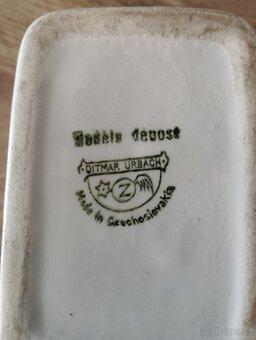 Modèle déposé
DITMAR URBACH
Z
Made in Czechoslovakia